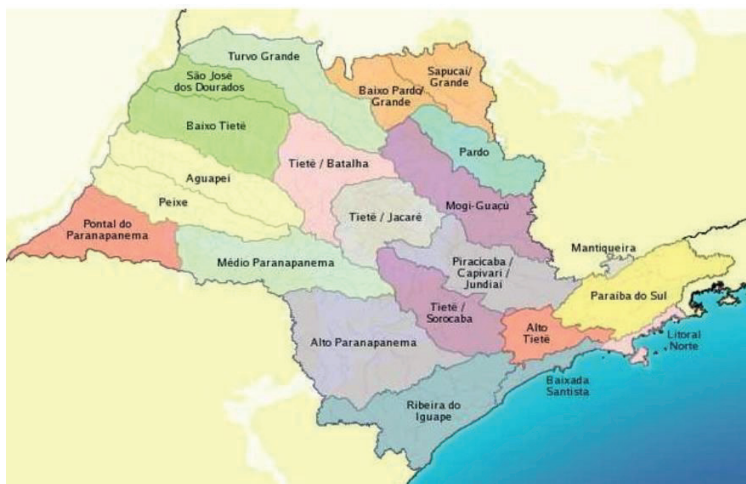 Turvo Grande
São José
dos Dourados
Baixo Tietê
Sapucaí/
Grande
Baixo Pardo/
Grande
Pardo
Tietê / Batalha
Aguapeí
Peixe
Mogi-Guaçú
Tietê / Jacaré
Pontal do
Paranapanema
Médio Paranapanema
Piracicaba /
Capivari /
Jundiaí
Mantiqueira
Paraíba do Sul
Tietê /
Sorocaba
Alto
Tietê
Alto Paranapanema
Litoral
Norte
Baixada
Santista
Ribeira do
Iguape